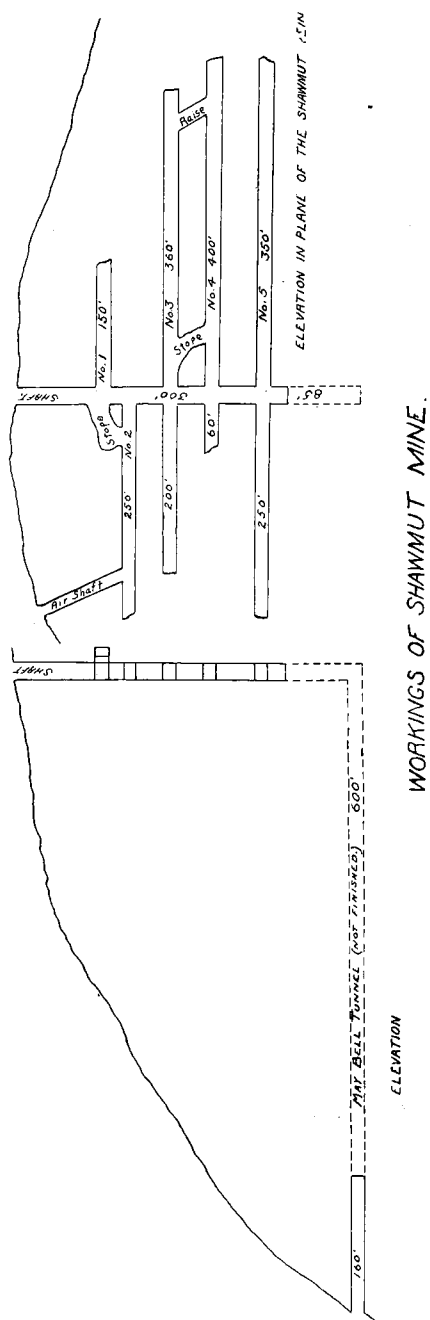 SHAFT
No.1 150'
Stope
No.2
250'
Air Shaft
300'
No.3 360'
200'
Raise
Stope
No.4 400'
60'
No.5 350'
250'
85'
ELEVATION IN PLANE OF THE SHAWMUT
SHAFT
MAY BELL TUNNEL (NOT FINISHED.) 600'
160'
ELEVATION
WORKINGS OF SHAWMUT MINE.